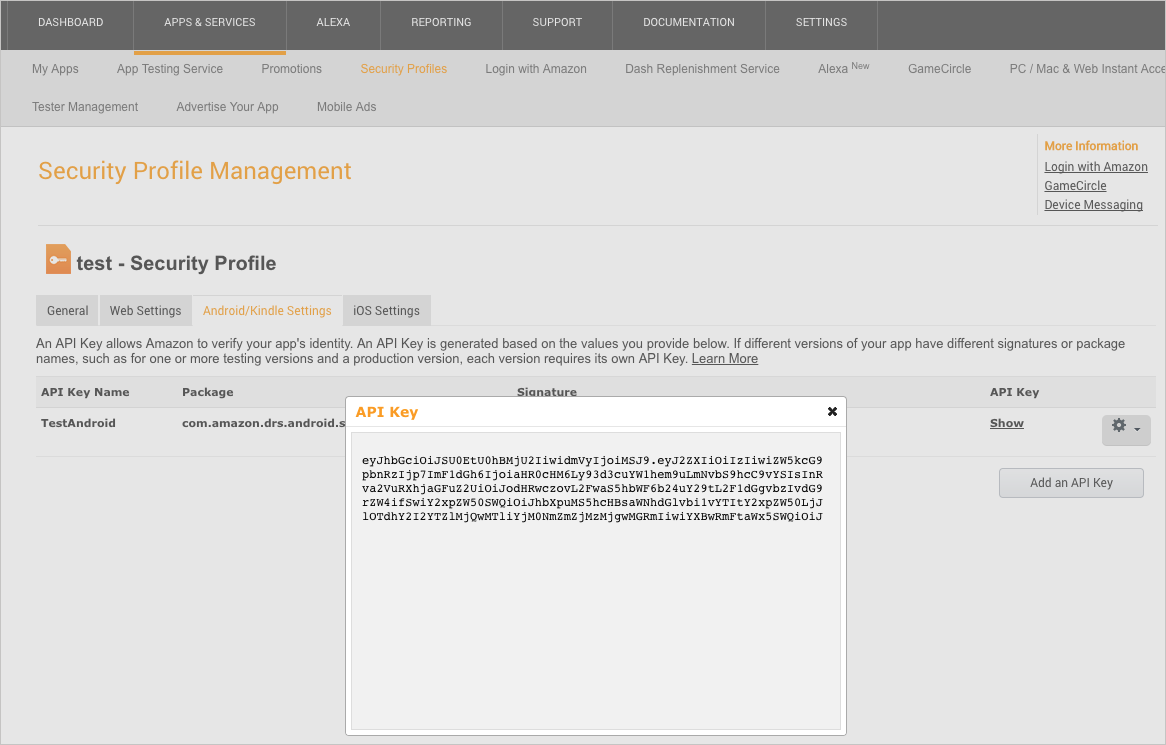 DASHBOARD APPS & SERVICES ALEXA REPORTING SUPPORT DOCUMENTATION SETTINGS
My Apps App Testing Service Promotions Security Profiles Login with Amazon Dash Replenishment Service Alexa New GameCircle PC / Mac & Web Instant Acce
Tester Management Advertise Your App Mobile Ads
More Information
Login with Amazon
GameCircle
Device Messaging
Security Profile Management
test - Security Profile
General Web Settings Android/Kindle Settings iOS Settings
An API Key allows Amazon to verify your app's identity. An API Key is generated based on the values you provide below. If different versions of your app have different signatures or package
names, such as for one or more testing versions and a production version, each version requires its own API Key. Learn More
API Key Name Package Signature API Key
TestAndroid com.amazon.drs.android.s Show
Add an API Key
API Key
eyJhbGciOiJSU0EtU0hBMjU2IiwidmVyIjoiMSJ9.eyJ2ZXIiOiIzIiwiZW5kcG9
pbnRzIjp7ImF1dGh6IjoiaHR0cHM6Ly93d3cuYW1hem9uLmNvbS9hcC9vYSIsInR
va2VuRXhjaGFuZ2UiOiJodHRwczovL2FwaS5hbWF6b24uY29tL2F1dGgvbzIvdG9
rZW4ifSwiY2xpZW50SWQiOiJhbXpuMS5hcHBsaWNhdGlvbi1vYTItY2xpZW50LjJ
lOTdhY2I2YTZlMjQwMTliYjM0NmZmZjMzMjgwMGRmIiwiYXBwRmFtaWx5SWQiOiJ